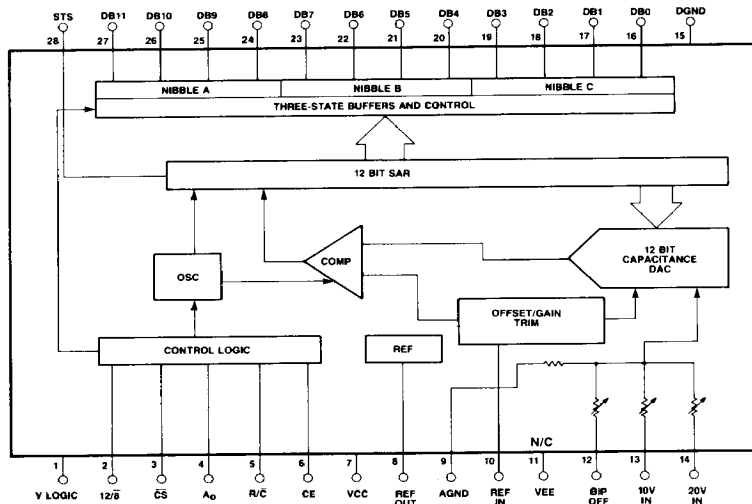 STS DB11 DB10 DB9 DB8 DB7 DB6 DB5 DB4 DB3 DB2 DB1 DB0 DGND
28 27 26 25 24 23 22 21 20 19 18 17 16 15
NIBBLE A NIBBLE B NIBBLE C
THREE-STATE BUFFERS AND CONTROL
12 BIT SAR
OSC
COMP
12 BIT
CAPACITANCE
DAC
OFFSET/GAIN
TRIM
CONTROL LOGIC
REF
N/C
1 2 3 4 5 6 7 8 9 10 11 12 13 14
V LOGIC 12/8̅ C̅S̅ A₀ R/C̅ CE VCC REF OUT AGND REF IN VEE BIP OFF 10V IN 20V IN